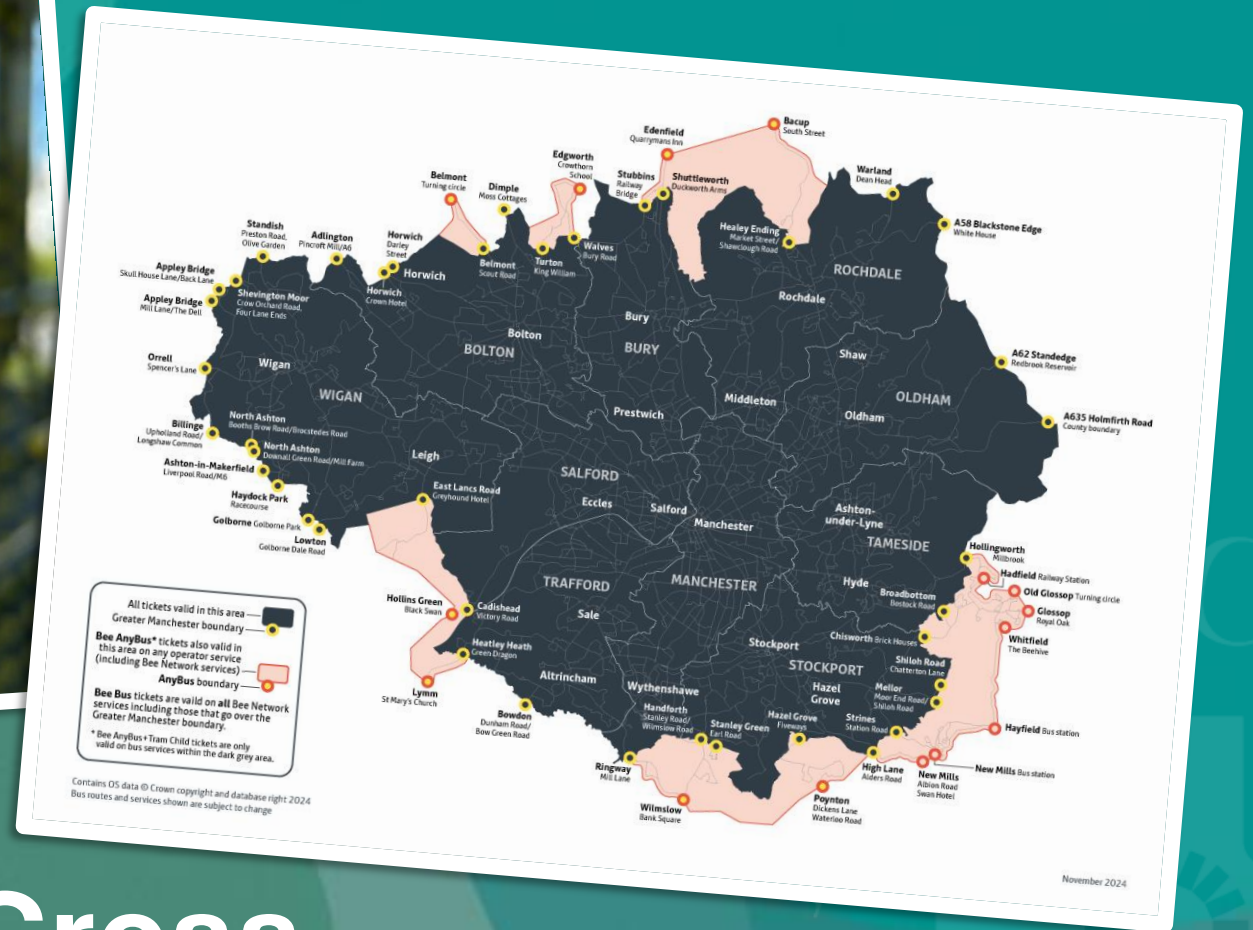 Bacup
South Street
Edenfield
Quarrymans Inn
Edgworth
Crowthorn
School
Stubbins
Railway
Bridge
Shuttleworth
Duckworth Arms
Warland
Dean Head
Belmont
Turning circle
Dimple
Moss Cottages
A58 Blackstone Edge
White House
Standish
Preston Road,
Olive Garden
Adlington
Pincroft Mill/A6
Horwich
Darley
Street
Horwich
Walves
Bury Road
Healey Ending
Market Street/
Shawclough Road
Turton
King William
Belmont
Scout Road
ROCHDALE
Appley Bridge
Skull House Lane/Back Lane
Appley Bridge
Mill Lane/The Dell
Shevington Moor
Crow Orchard Road,
Four Lane Ends
Horwich
Crown Hotel
Rochdale
Bury
Bolton
BOLTON
BURY
Shaw
A62 Standedge
Redbrook Reservoir
Orrell
Spencer's Lane
Wigan
WIGAN
Middleton
OLDHAM
Oldham
Prestwich
A635 Holmfirth Road
County boundary
Billinge
Upholland Road/
Longshaw Common
North Ashton
Booths Brow Road/Brocstedes Road
North Ashton
Downall Green Road/Mill Farm
Leigh
Ashton-in-Makerfield
Liverpool Road/M6
SALFORD
Haydock Park
Racecourse
East Lancs Road
Greyhound Hotel
Eccles
Salford
Manchester
Ashton-
under-Lyne
Golborne Golborne Park
Lowton
Golborne Dale Road
TAMESIDE
Hollingworth
Millbrook
Hadfield Railway Station
Old Glossop Turning circle
Glossop
Royal Oak
TRAFFORD
MANCHESTER
Hyde
Broadbottom
Bostock Road
Whitfield
The Beehive
Hollins Green
Black Swan
Cadishead
Victory Road
Sale
Chisworth Brick Houses
Heatley Heath
Green Dragon
Stockport
STOCKPORT
Shiloh Road
Chatterton Lane
Altrincham
Wythenshawe
Hazel
Grove
Mellor
Moor End Road/
Shiloh Road
Lymm
St Mary's Church
Bowdon
Dunham Road/
Bow Green Road
Handforth
Stanley Road/
Wilmslow Road
Stanley Green
Earl Road
Hazel Grove
Fiveways
Strines
Station Road
Hayfield Bus station
Ringway
Mill Lane
High Lane
Alders Road
New Mills
Albion Road
Swan Hotel
New Mills Bus station
Wilmslow
Bank Square
Poynton
Dickens Lane
Waterloo Road
All tickets valid in this area
Greater Manchester boundary
Bee AnyBus* tickets also valid in
this area on any operator service
(including Bee Network services)
AnyBus boundary
Bee Bus tickets are valid on all Bee Network
services including those that go over the
Greater Manchester boundary.
* Bee AnyBus+Tram Child tickets are only
valid on bus services within the dark grey area.
Contains OS data © Crown copyright and database right 2024
Bus routes and services shown are subject to change
November 2024
Cross